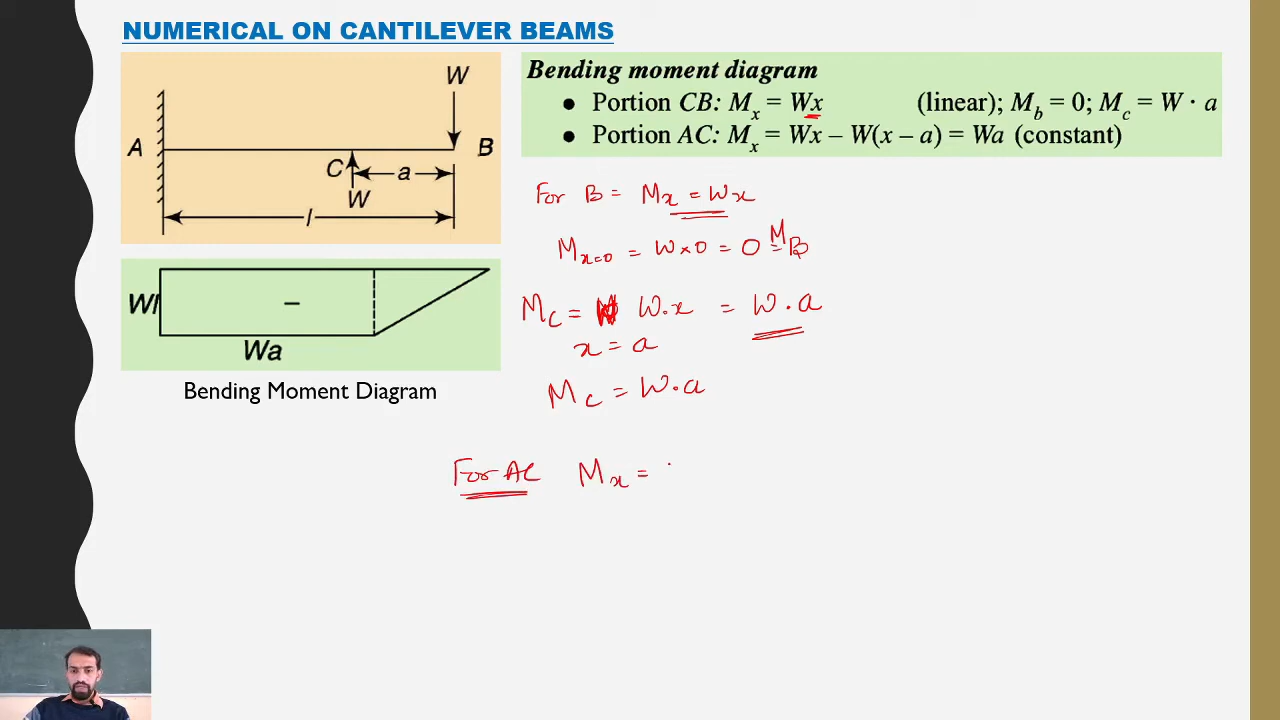 NUMERICAL ON CANTILEVER BEAMS
W
A
B
C
a
W
l
Wl
–
Wa
Bending Moment Diagram
Bending moment diagram
• Portion CB: Mx = Wx (linear); Mb = 0; Mc = W · a
• Portion AC: Mx = Wx – W(x – a) = Wa (constant)
For B = Mx = Wx
Mx=0 = W×0 = 0 = MB
Mc = W·x = W·a
x = a
Mc = W·a
For AC Mx =